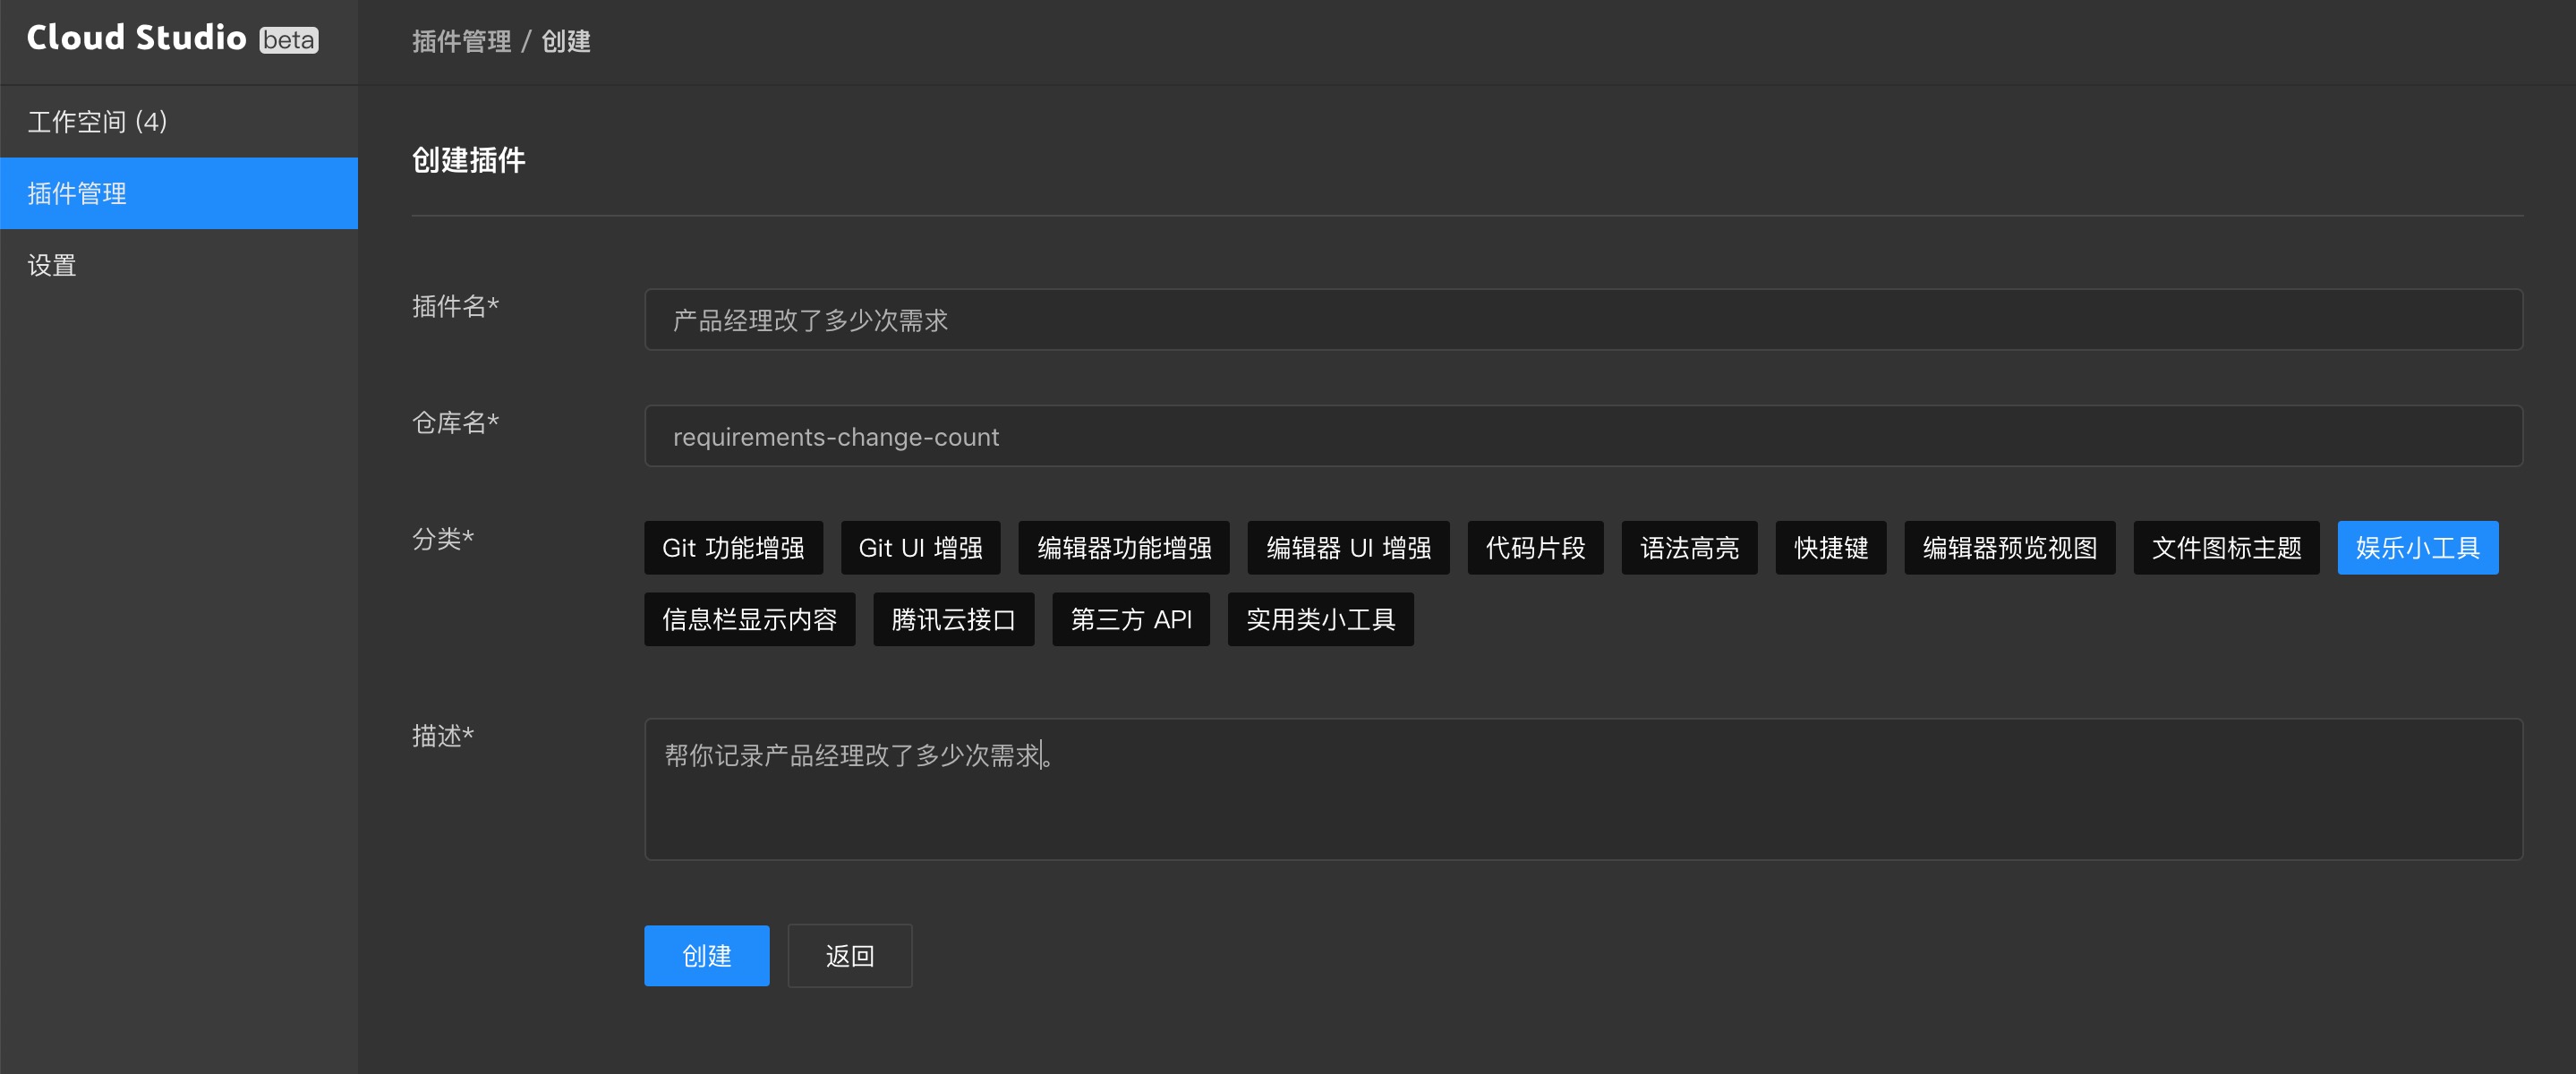 Cloud Studio beta
插件管理 / 创建
工作空间 (4)
插件管理
设置
创建插件
插件名*
产品经理改了多少次需求
仓库名*
requirements-change-count
分类*
Git 功能增强 Git UI 增强 编辑器功能增强 编辑器 UI 增强 代码片段 语法高亮 快捷键 编辑器预览视图 文件图标主题 娱乐小工具
信息栏显示内容 腾讯云接口 第三方 API 实用类小工具
描述*
帮你记录产品经理改了多少次需求。
创建 返回